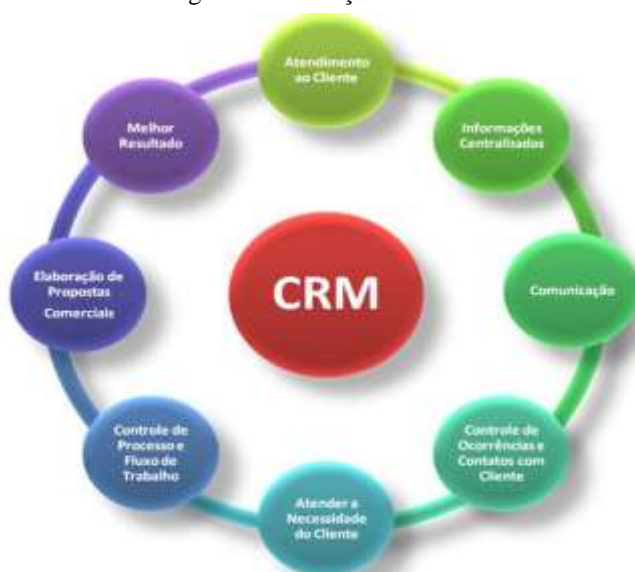 Atendimento
ao Cliente
Informações
Centralisadas
Comunicação
Controle de
Ocorrências e
Contatos com
Cliente
Atender a
Necessidade
do Cliente
Controle de
Processo e
Fluxo de
Trabalho
Elaboração de
Propostas
Comerciais
Melhor
Resultado
CRM